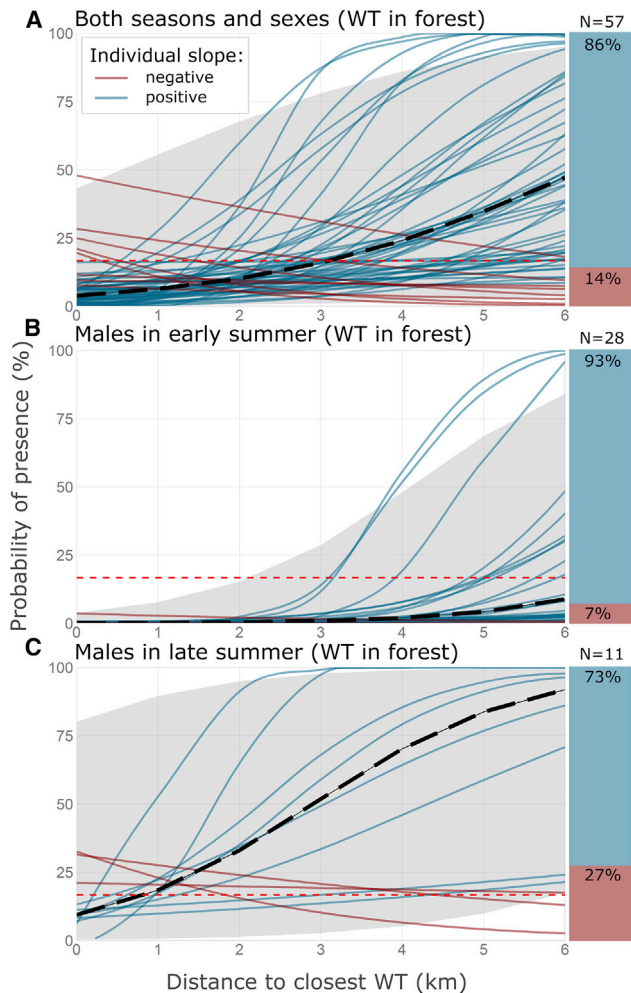 A Both seasons and sexes (WT in forest)
N=57
Individual slope:
negative
positive
86%
14%
100
75
50
25
0
0 1 2 3 4 5 6
B Males in early summer (WT in forest)
N=28
93%
7%
100
75
50
25
0
0 1 2 3 4 5 6
C Males in late summer (WT in forest)
N=11
73%
27%
100
75
50
25
0
0 1 2 3 4 5 6
Probability of presence (%)
Distance to closest WT (km)